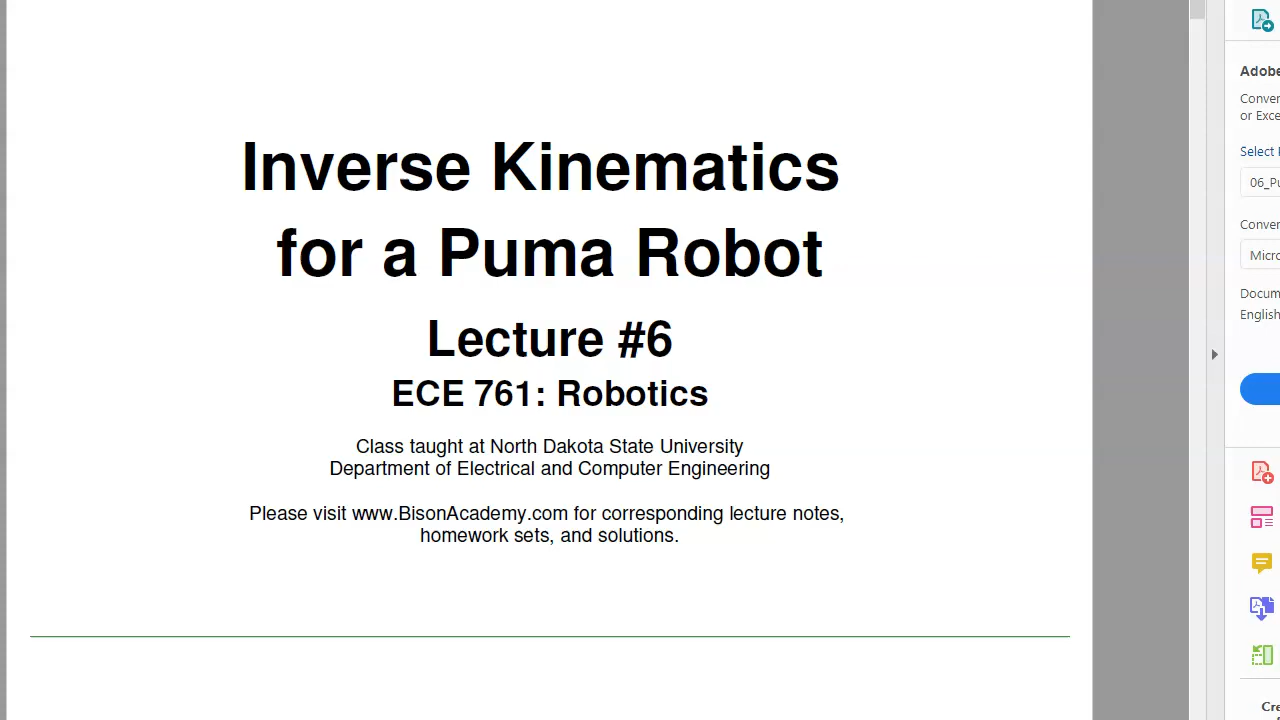 Inverse Kinematics
for a Puma Robot
Lecture #6
ECE 761: Robotics
Class taught at North Dakota State University
Department of Electrical and Computer Engineering
Please visit www.BisonAcademy.com for corresponding lecture notes,
homework sets, and solutions.
Adobe
or
Select
English